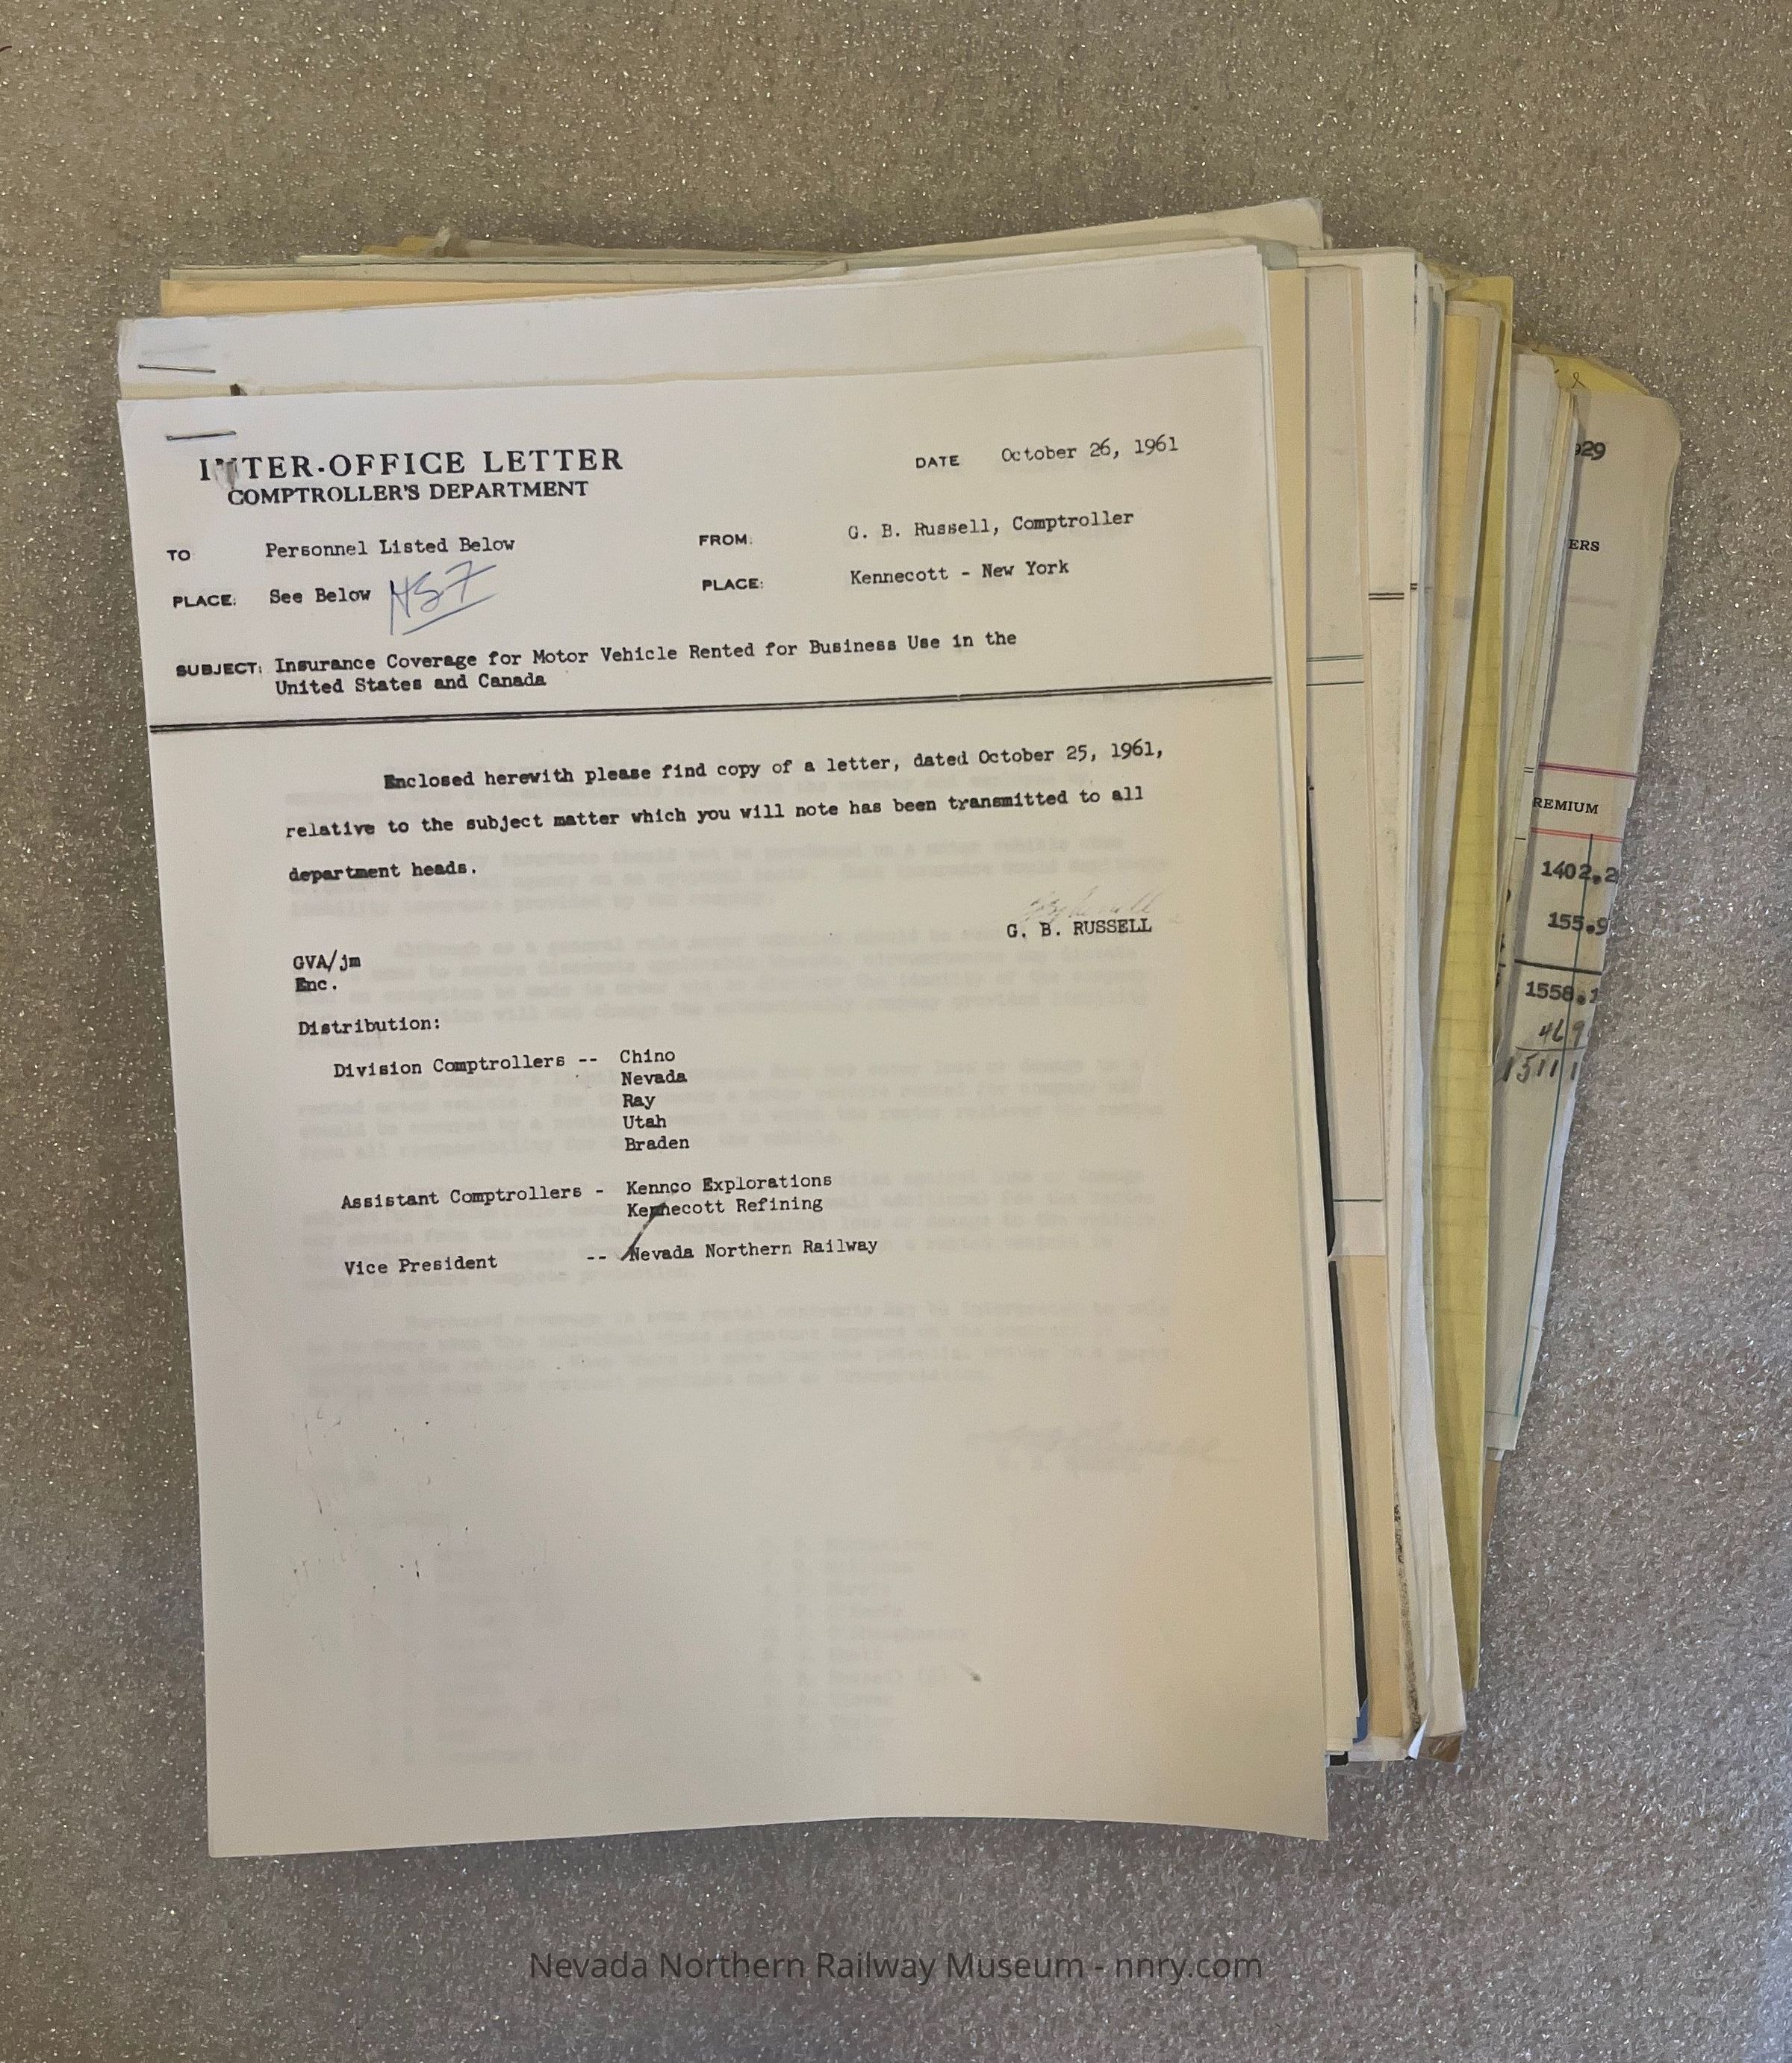 INTER-OFFICE LETTER
COMPTROLLER'S DEPARTMENT
DATE October 26, 1961
TO Personnel Listed Below
FROM: G. B. Russell, Comptroller
PLACE: See Below
PLACE: Kennecott - New York
SUBJECT: Insurance Coverage for Motor Vehicle Rented for Business Use in the
United States and Canada
Enclosed herewith please find copy of a letter, dated October 25, 1961,
relative to the subject matter which you will note has been transmitted to all
department heads.
G. B. RUSSELL
GVA/jm
Enc.
Distribution:
Division Comptrollers -- Chino
Nevada
Ray
Utah
Braden
Assistant Comptrollers - Kennco Explorations
Kennecott Refining
Vice President -- Nevada Northern Railway
929
ERS
REMIUM
1402.2
155.9
1558.1
469
15111
Nevada Northern Railway Museum - nnry.com